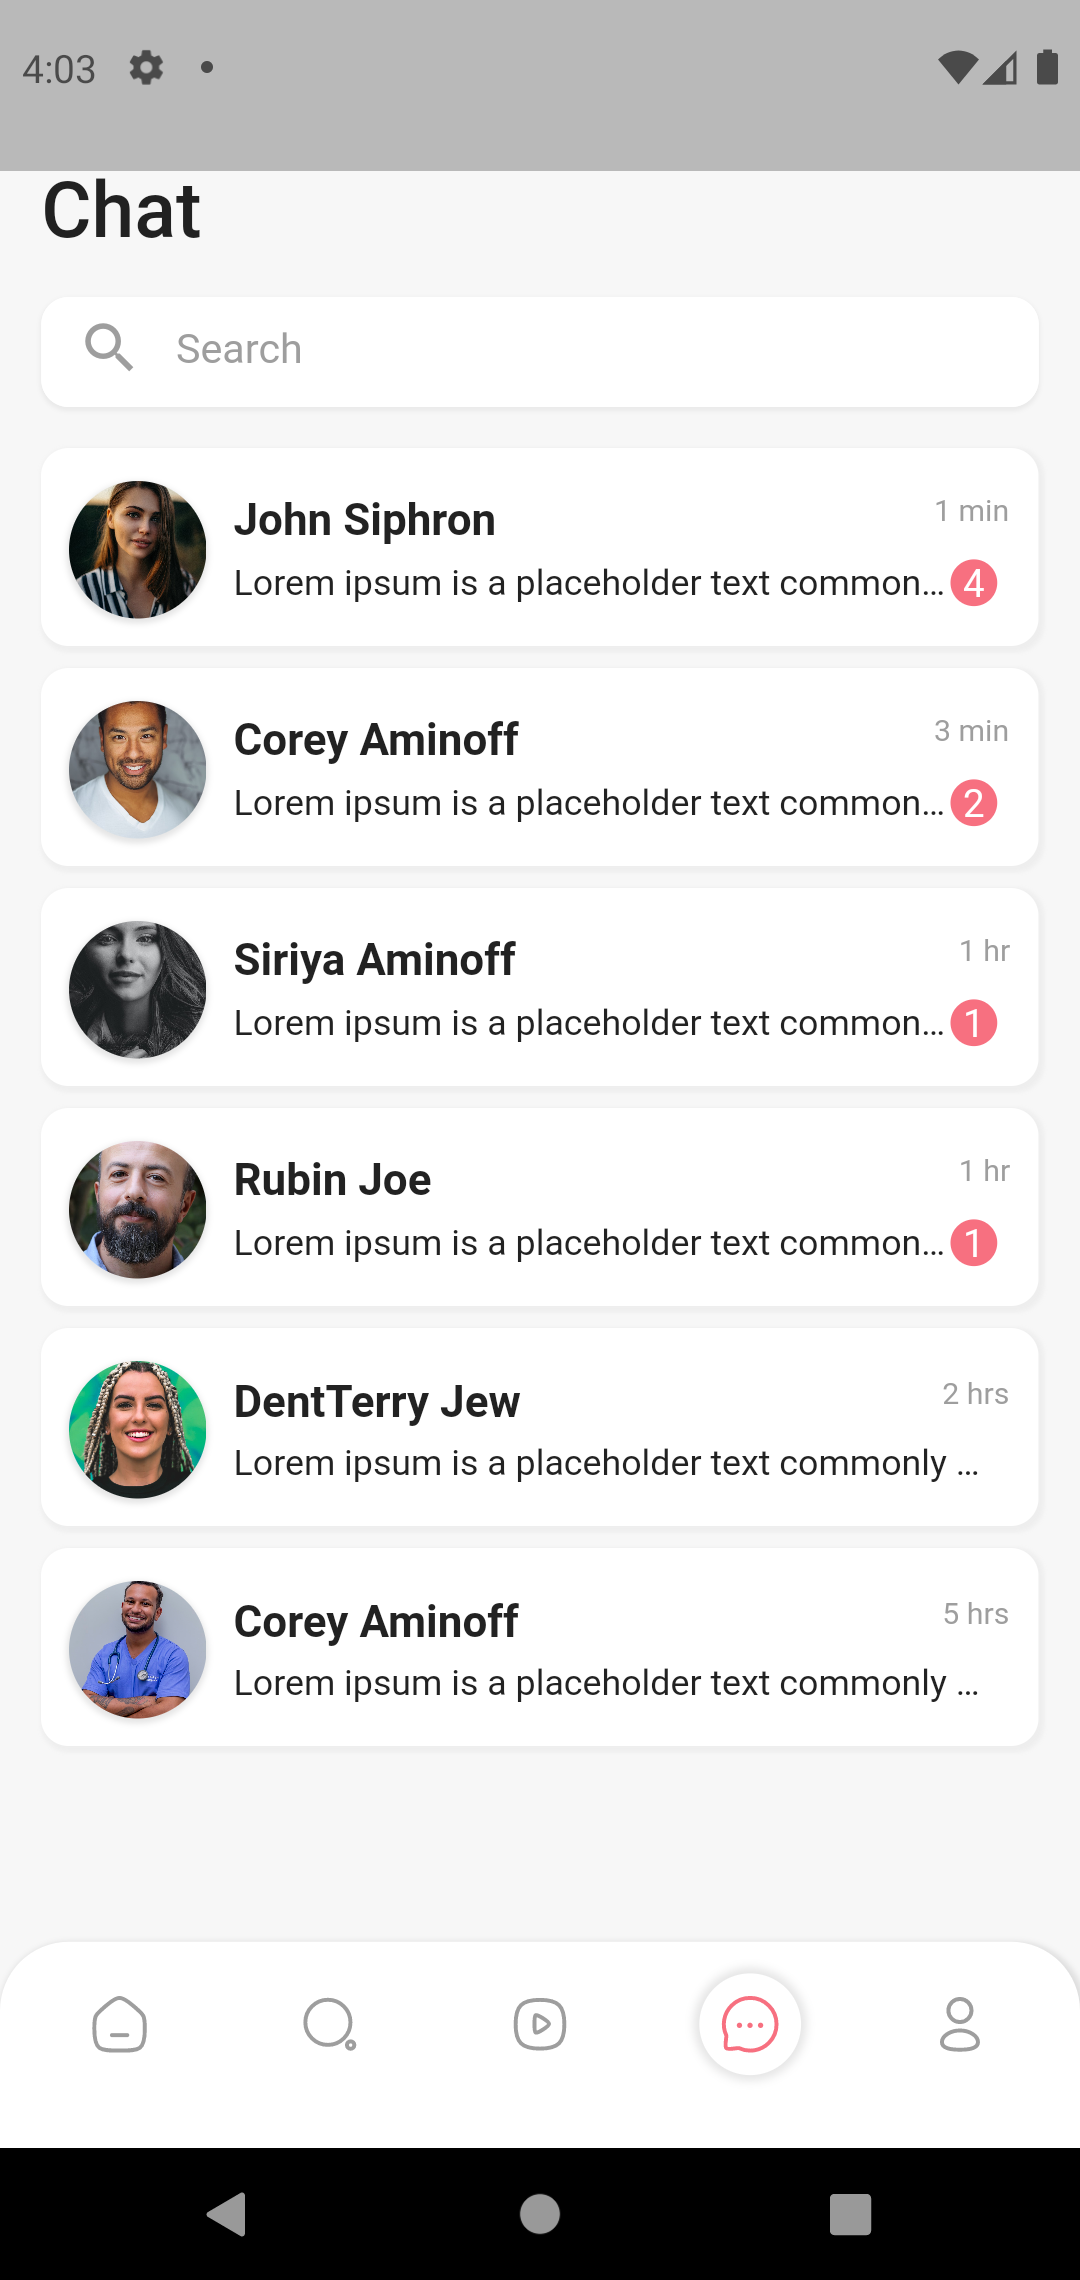 4:03
Chat
Search
John Siphron 1 min
Lorem ipsum is a placeholder text common... 4
Corey Aminoff 3 min
Lorem ipsum is a placeholder text common... 2
Siriya Aminoff 1 hr
Lorem ipsum is a placeholder text common... 1
Rubin Joe 1 hr
Lorem ipsum is a placeholder text common... 1
DentTerry Jew 2 hrs
Lorem ipsum is a placeholder text commonly ...
Corey Aminoff 5 hrs
Lorem ipsum is a placeholder text commonly ...